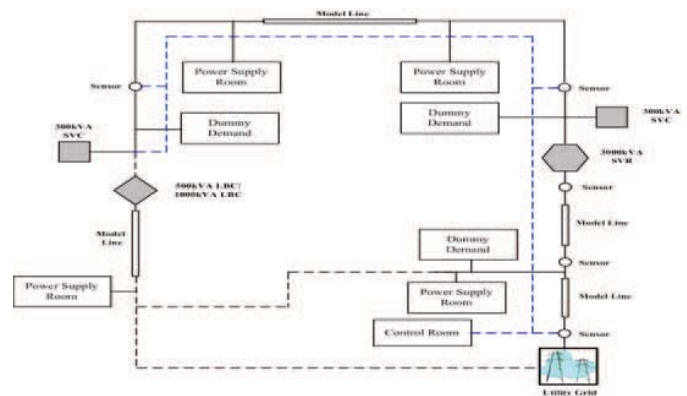 Model Line
Power Supply
Room
Power Supply
Room
Sensor
Sensor
Dummy
Demand
Dummy
Demand
300kVA
SVC
300kVA
SVC
3000kVA
SVR
500kVA LBC/
1000kVA LBC
Sensor
Model
Line
Model Line
Dummy
Demand
Sensor
Power Supply
Room
Power Supply
Room
Model Line
Control Room
Sensor
Utility Grid